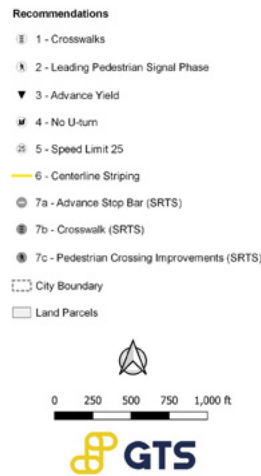 Recommendations
1 - Crosswalks
2 - Leading Pedestrian Signal Phase
3 - Advance Yield
4 - No U-turn
25 5 - Speed Limit 25
6 - Centerline Striping
7a - Advance Stop Bar (SRTS)
7b - Crosswalk (SRTS)
7c - Pedestrian Crossing Improvements (SRTS)
City Boundary
Land Parcels
0 250 500 750 1,000 ft
GTS